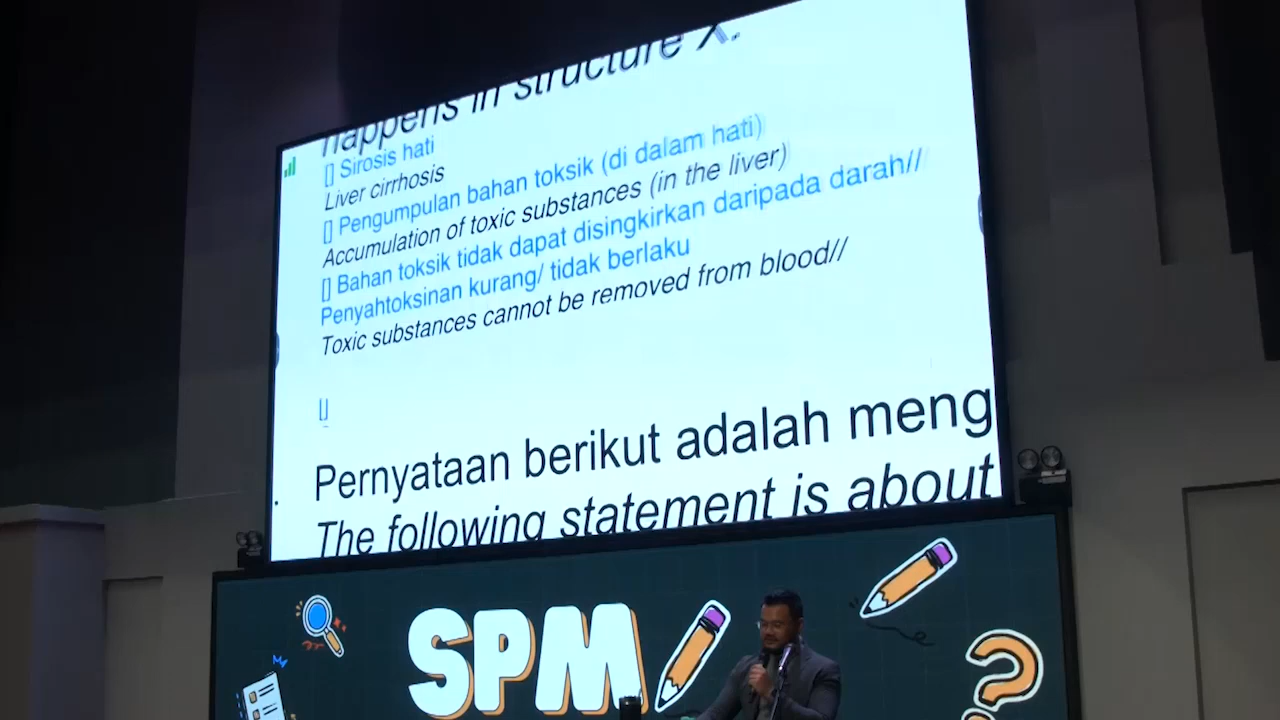 happens in structure X.
[] Sirosis hati
Liver cirrhosis
[] Pengumpulan bahan toksik (di dalam hati)
Accumulation of toxic substances (in the liver)
[] Bahan toksik tidak dapat disingkirkan daripada darah//
Penyahtoksinan kurang/ tidak berlaku
Toxic substances cannot be removed from blood//
[]
Pernyataan berikut adalah meng
The following statement is about
SPM